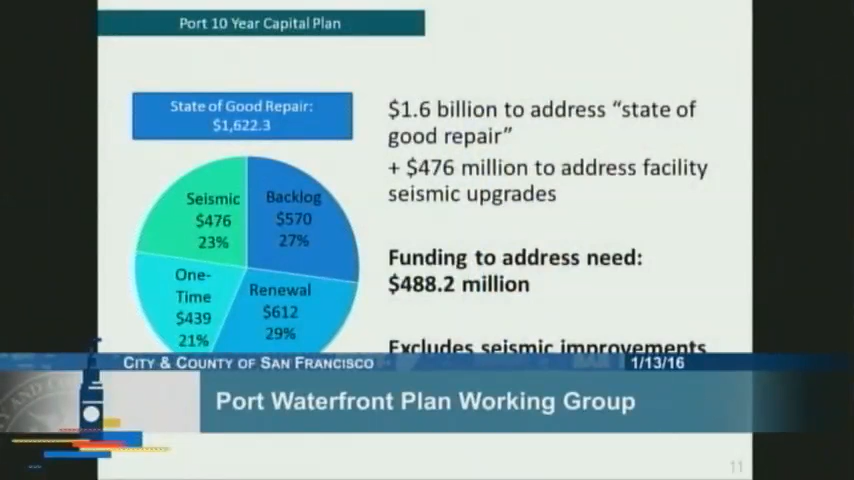 Port 10 Year Capital Plan
State of Good Repair:
$1,622.3
Seismic
$476
23%
Backlog
$570
27%
One-
Time
$439
21%
Renewal
$612
29%
$1.6 billion to address “state of
good repair”
+ $476 million to address facility
seismic upgrades
Funding to address need:
$488.2 million
Excludes seismic improvements
CITY & COUNTY OF SAN FRANCISCO
1/13/16
Port Waterfront Plan Working Group
11